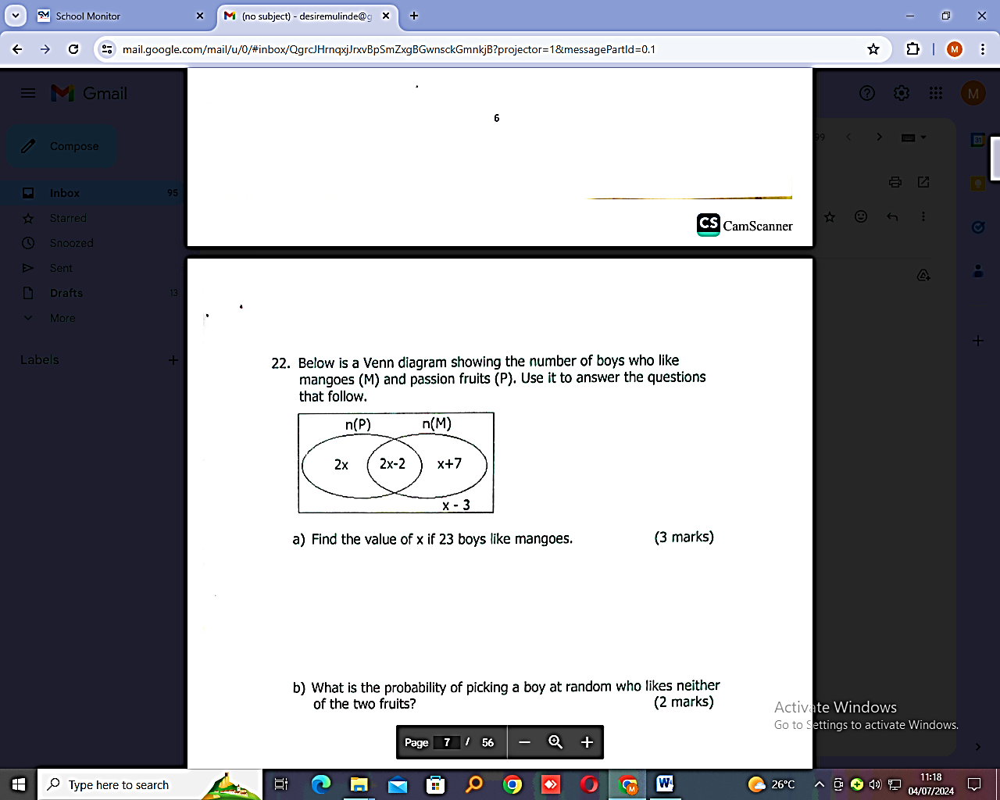 School Monitor
(no subject) - desiremulinde@g
mail.google.com/mail/u/0/#inbox/QgrcJHrnqxjJrxvBpSmZxgBGwnsckGmnkjB?projector=1&messagePartId=0.1
M
Gmail
M
Compose
99
Inbox 95
Starred
Snoozed
Sent
Drafts 13
More
Labels
31
6
CS CamScanner
22. Below is a Venn diagram showing the number of boys who like
mangoes (M) and passion fruits (P). Use it to answer the questions
that follow.
n(P) n(M)
2x 2x-2 x+7
x - 3
a) Find the value of x if 23 boys like mangoes. (3 marks)
b) What is the probability of picking a boy at random who likes neither
of the two fruits? (2 marks)
Activate Windows
Go to Settings to activate Windows.
Page 7 / 56
Type here to search
26°C
11:18
04/07/2024